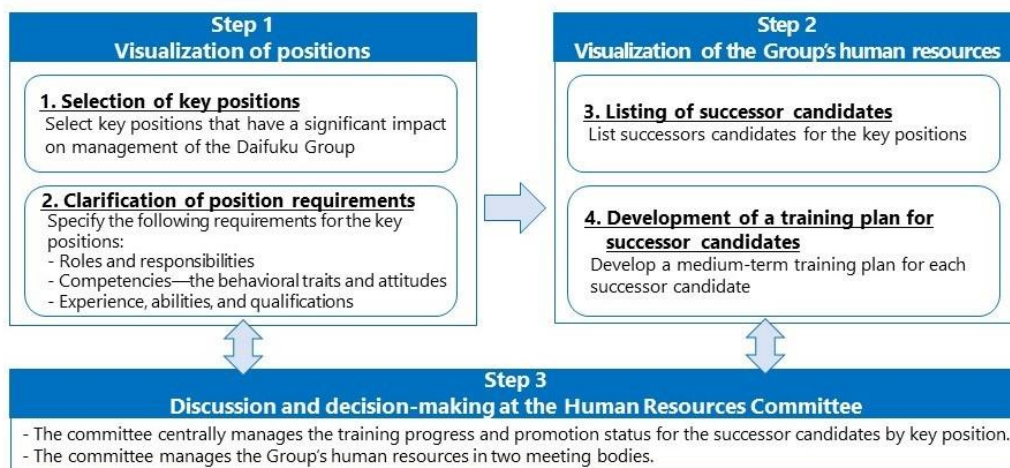 Step 1
Visualization of positions
1. Selection of key positions
Select key positions that have a significant impact
on management of the Daifuku Group
2. Clarification of position requirements
Specify the following requirements for the key
positions:
- Roles and responsibilities
- Competencies—the behavioral traits and attitudes
- Experience, abilities, and qualifications
Step 2
Visualization of the Group's human resources
3. Listing of successor candidates
List successors candidates for the key positions
4. Development of a training plan for
successor candidates
Develop a medium-term training plan for each
successor candidate
Step 3
Discussion and decision-making at the Human Resources Committee
- The committee centrally manages the training progress and promotion status for the successor candidates by key position.
- The committee manages the Group's human resources in two meeting bodies.